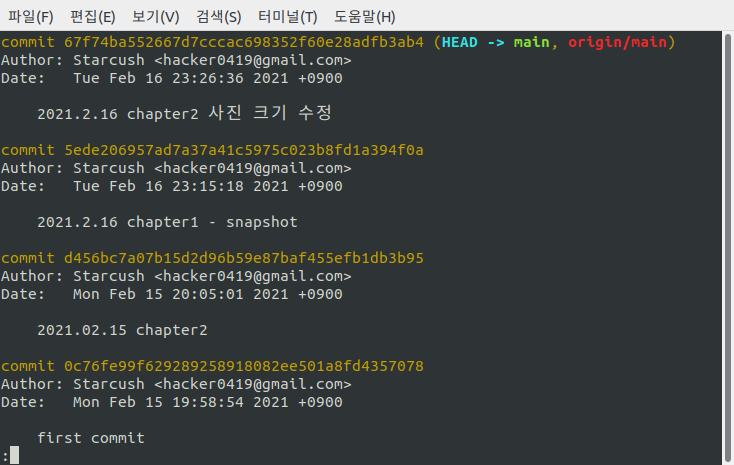 파일(F) 편집(E) 보기(V) 검색(S) 터미널(T) 도움말(H)
commit 67f74ba552667d7cccac698352f60e28adfb3ab4 (HEAD -> main, origin/main)
Author: Starcush <hacker0419@gmail.com>
Date:   Tue Feb 16 23:26:36 2021 +0900
2021.2.16 chapter2 사진 크기 수정
commit 5ede206957ad7a37a41c5975c023b8fd1a394f0a
Author: Starcush <hacker0419@gmail.com>
Date:   Tue Feb 16 23:15:18 2021 +0900
2021.2.16 chapter1 - snapshot
commit d456bc7a07b15d2d96b59e87baf455efb1db3b95
Author: Starcush <hacker0419@gmail.com>
Date:   Mon Feb 15 20:05:01 2021 +0900
2021.02.15 chapter2
commit 0c76fe99f629289258918082ee501a8fd4357078
Author: Starcush <hacker0419@gmail.com>
Date:   Mon Feb 15 19:58:54 2021 +0900
first commit
: